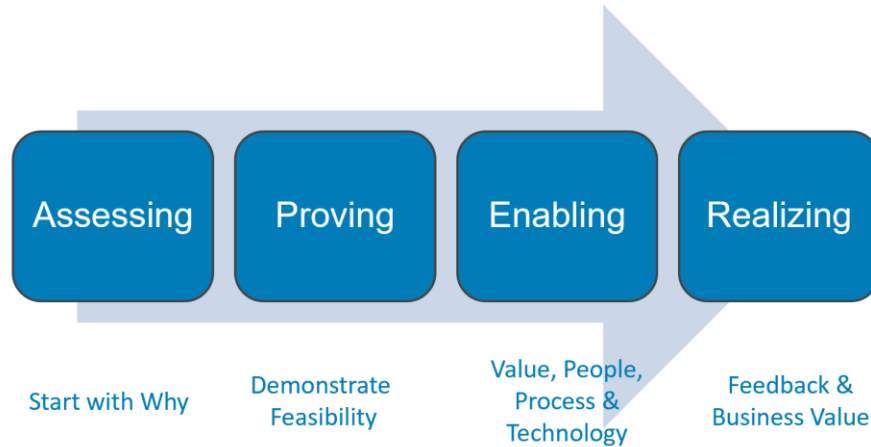 Assessing
Proving
Enabling
Realizing
Start with Why
Demonstrate
Feasibility
Value, People,
Process &
Technology
Feedback &
Business Value